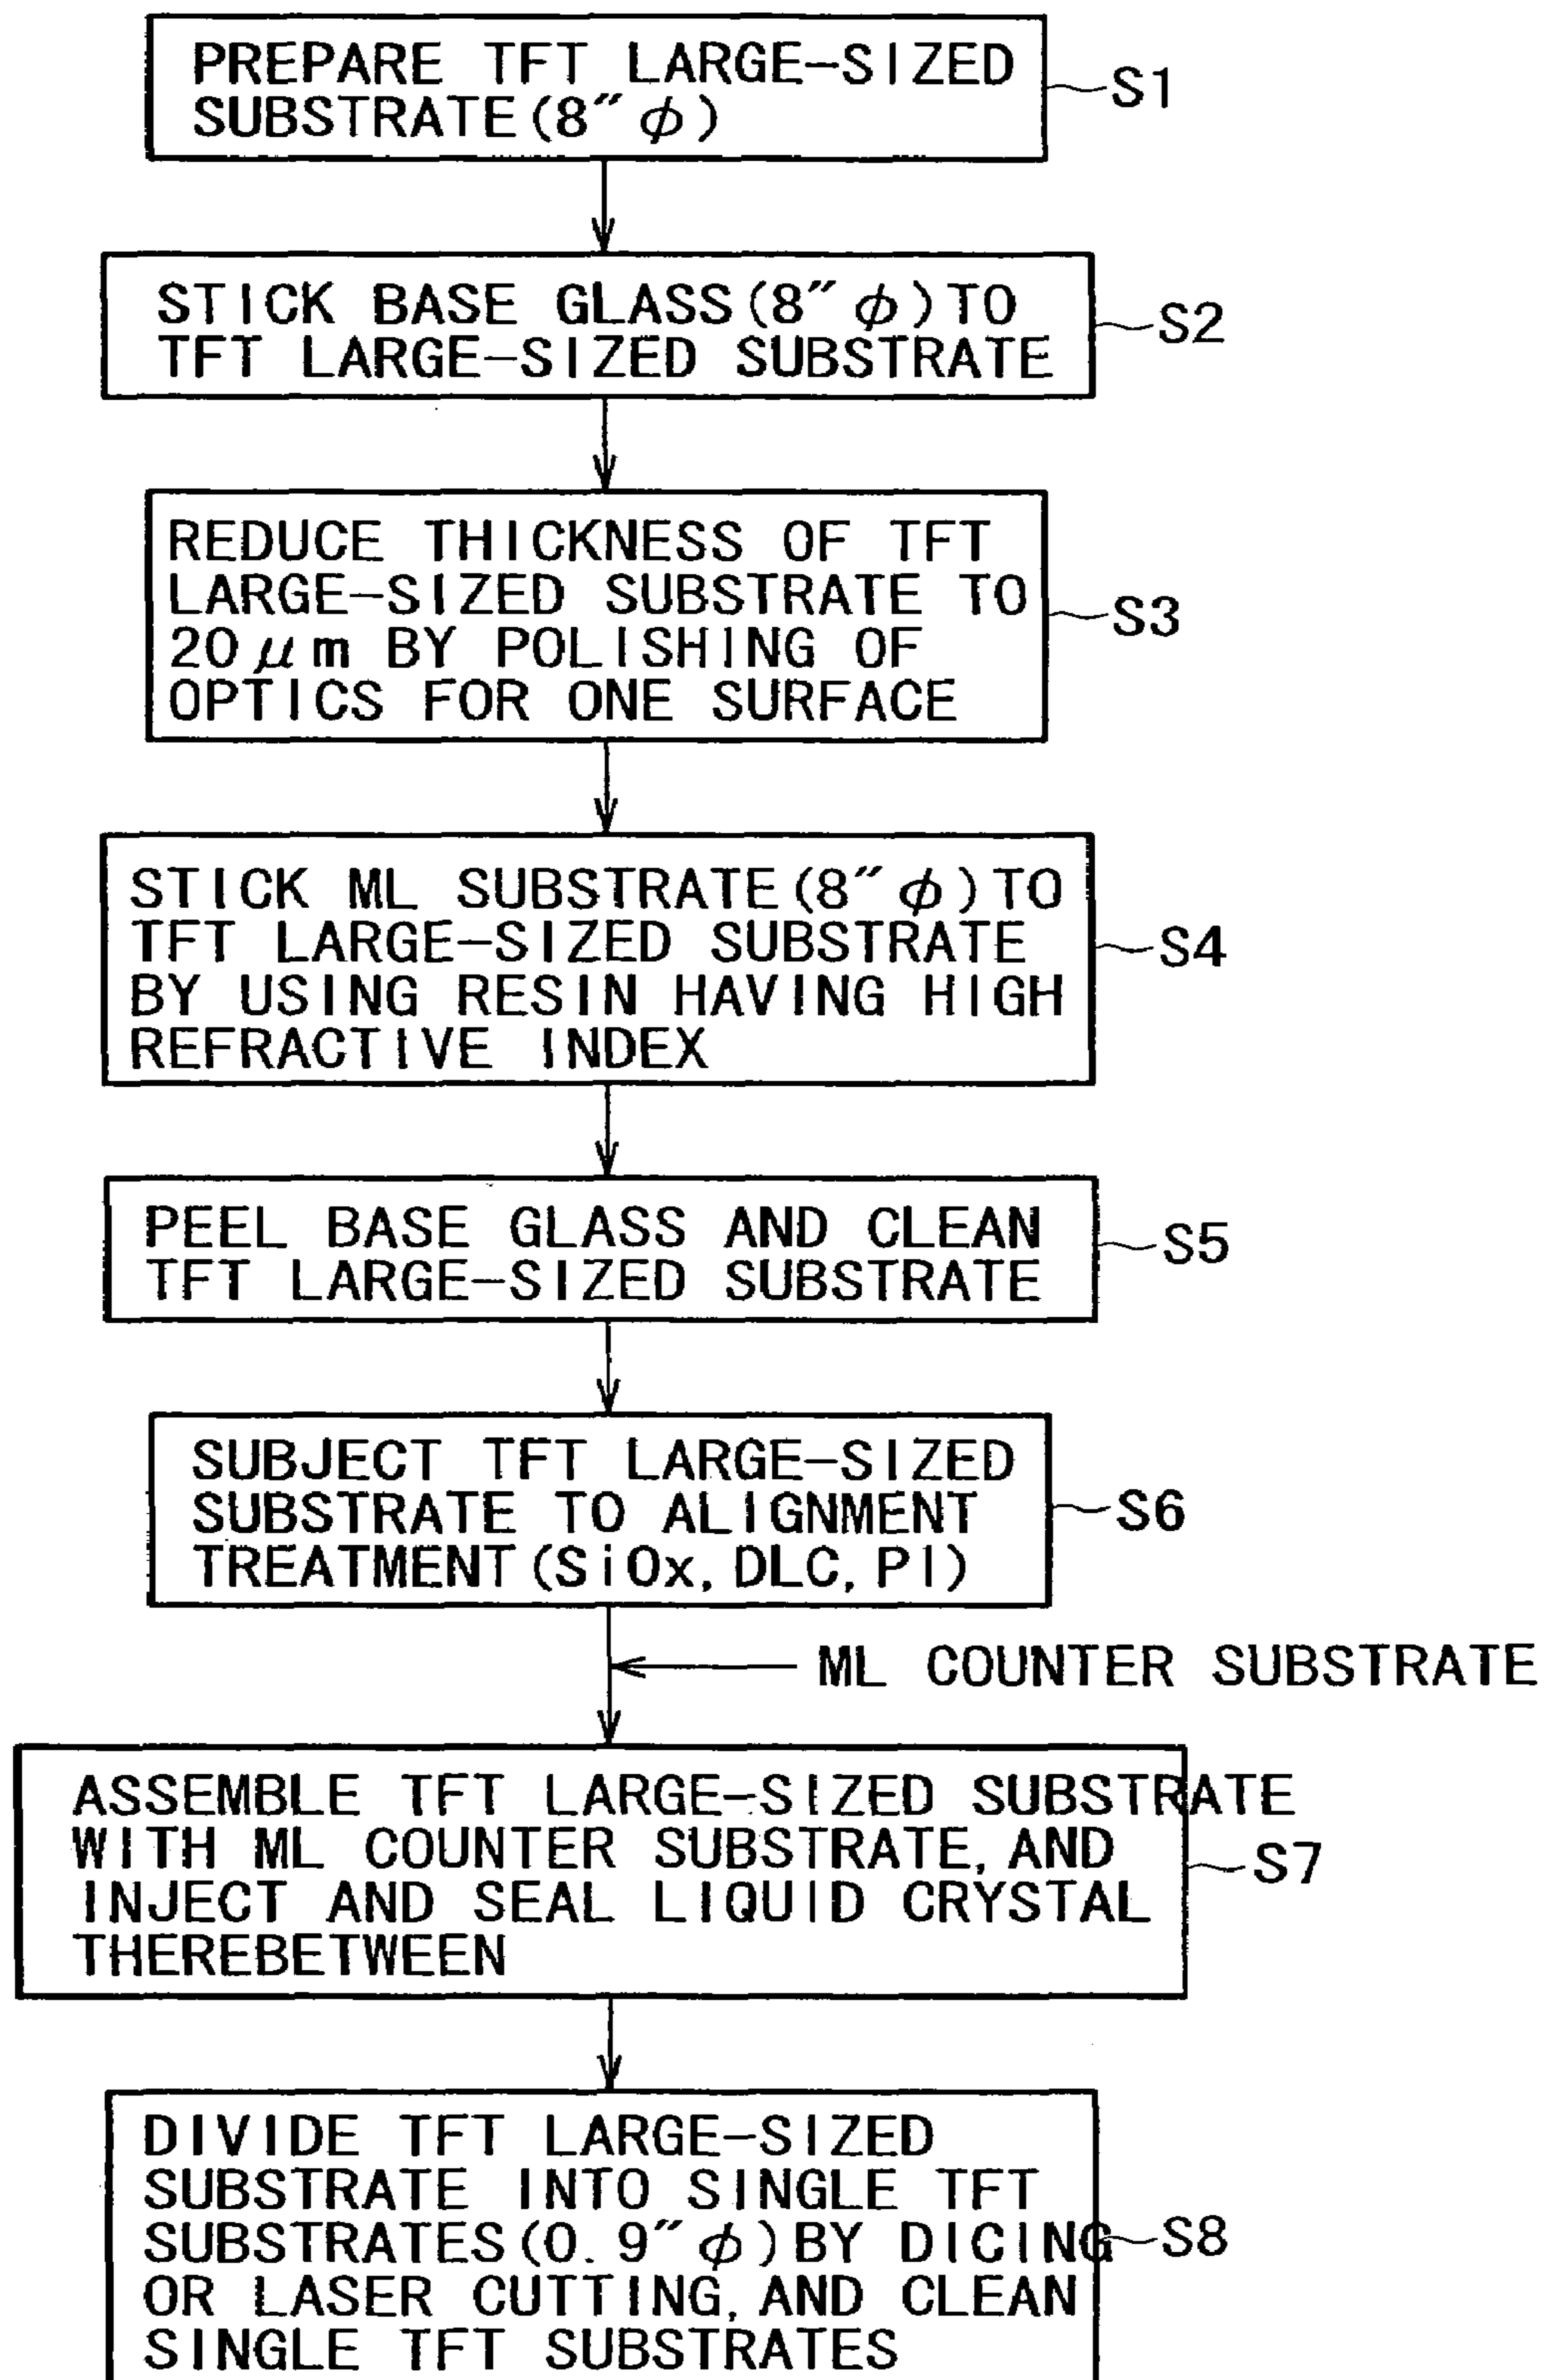 PREPARE TFT LARGE-SIZED
SUBSTRATE(8″φ)
S1
STICK BASE GLASS(8″φ)TO
TFT LARGE-SIZED SUBSTRATE
S2
REDUCE THICKNESS OF TFT
LARGE-SIZED SUBSTRATE TO
20μm BY POLISHING OF
OPTICS FOR ONE SURFACE
S3
STICK ML SUBSTRATE(8″φ)TO
TFT LARGE-SIZED SUBSTRATE
BY USING RESIN HAVING HIGH
REFRACTIVE INDEX
S4
PEEL BASE GLASS AND CLEAN
TFT LARGE-SIZED SUBSTRATE
S5
SUBJECT TFT LARGE-SIZED
SUBSTRATE TO ALIGNMENT
TREATMENT(SiOx, DLC, PI)
S6
ML COUNTER SUBSTRATE
ASSEMBLE TFT LARGE-SIZED SUBSTRATE
WITH ML COUNTER SUBSTRATE, AND
INJECT AND SEAL LIQUID CRYSTAL
THEREBETWEEN
S7
DIVIDE TFT LARGE-SIZED
SUBSTRATE INTO SINGLE TFT
SUBSTRATES(0.9″φ)BY DICING
OR LASER CUTTING, AND CLEAN
SINGLE TFT SUBSTRATES
S8